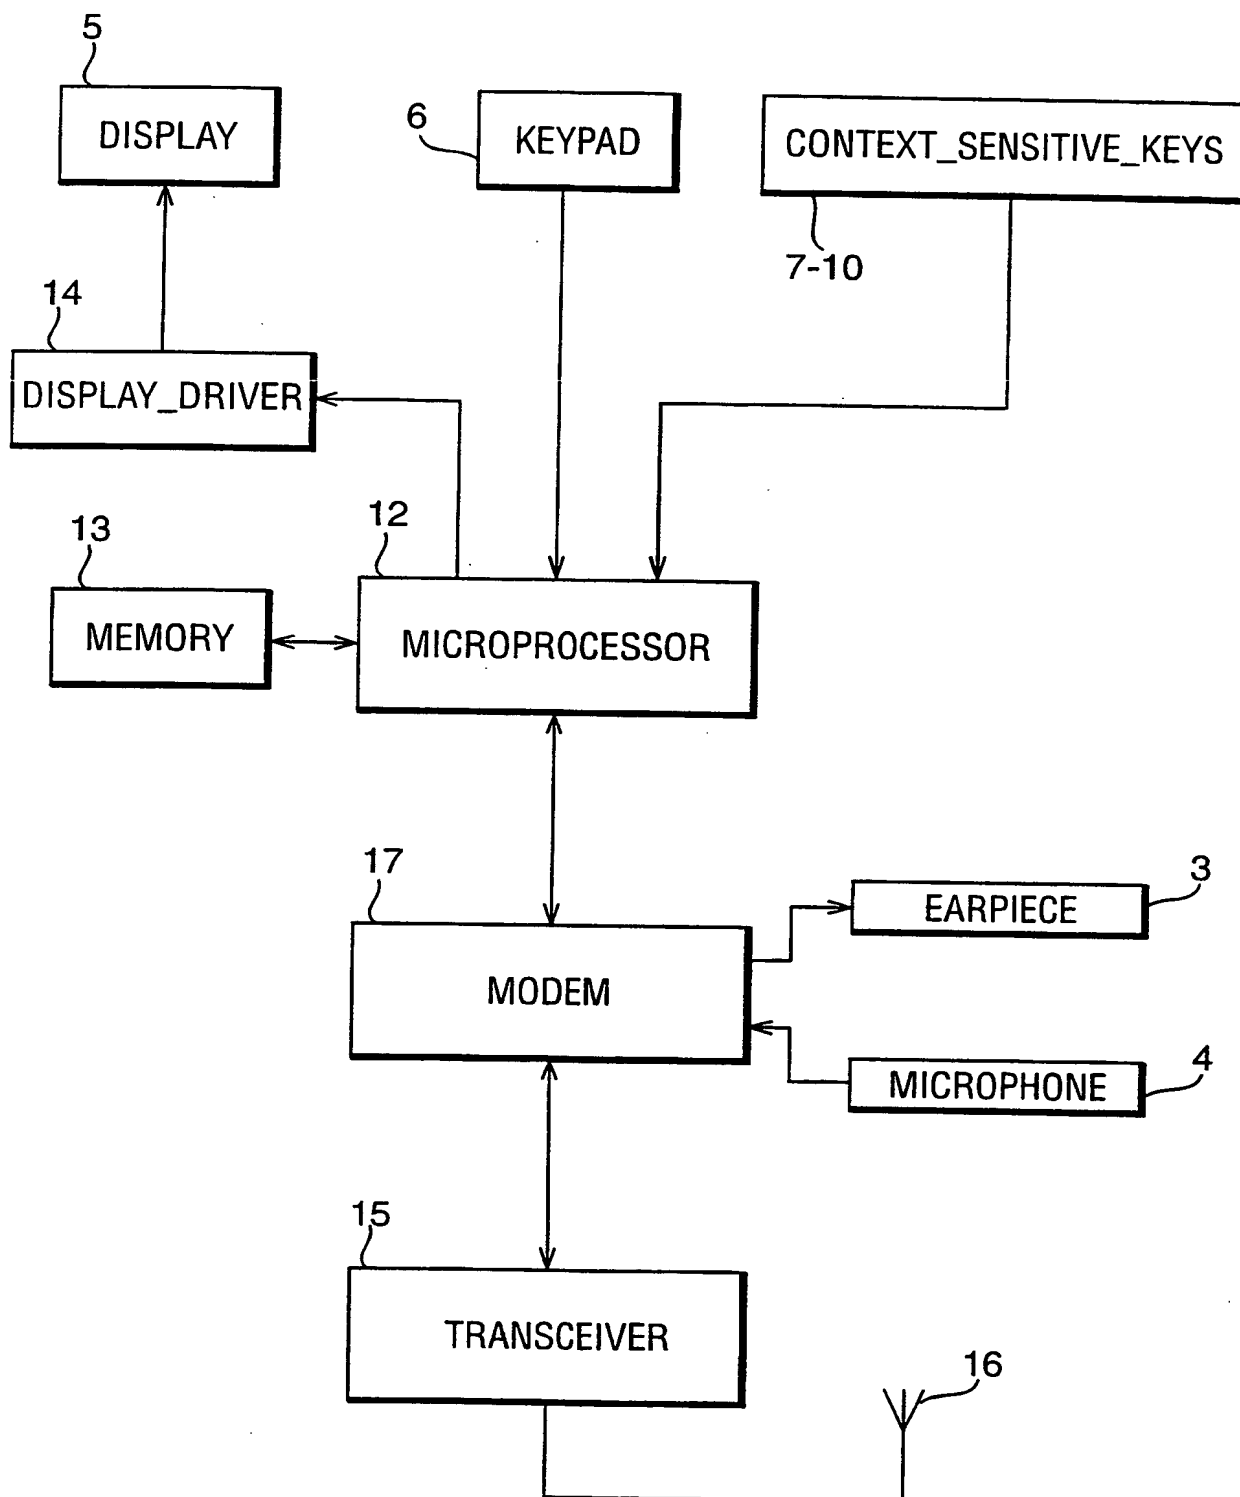 5
DISPLAY
6
KEYPAD
CONTEXT_SENSITIVE_KEYS
7-10
14
DISPLAY_DRIVER
13
MEMORY
12
MICROPROCESSOR
17
MODEM
3
EARPIECE
4
MICROPHONE
15
TRANSCEIVER
16